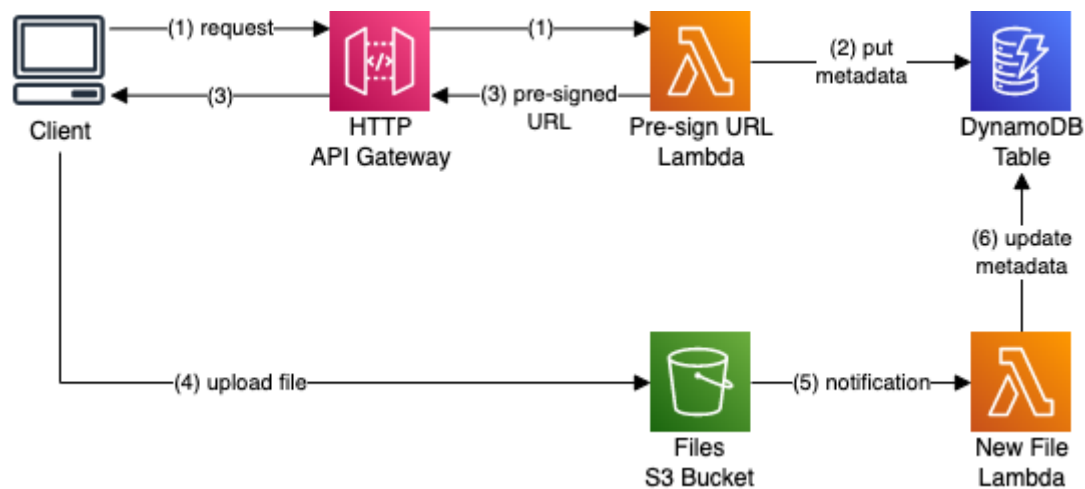 (1) request
(1)
(2) put
metadata
(3)
(3) pre-signed
URL
</>
Client
HTTP
API Gateway
Pre-sign URL
Lambda
DynamoDB
Table
(6) update
metadata
(4) upload file
(5) notification
Files
S3 Bucket
New File
Lambda